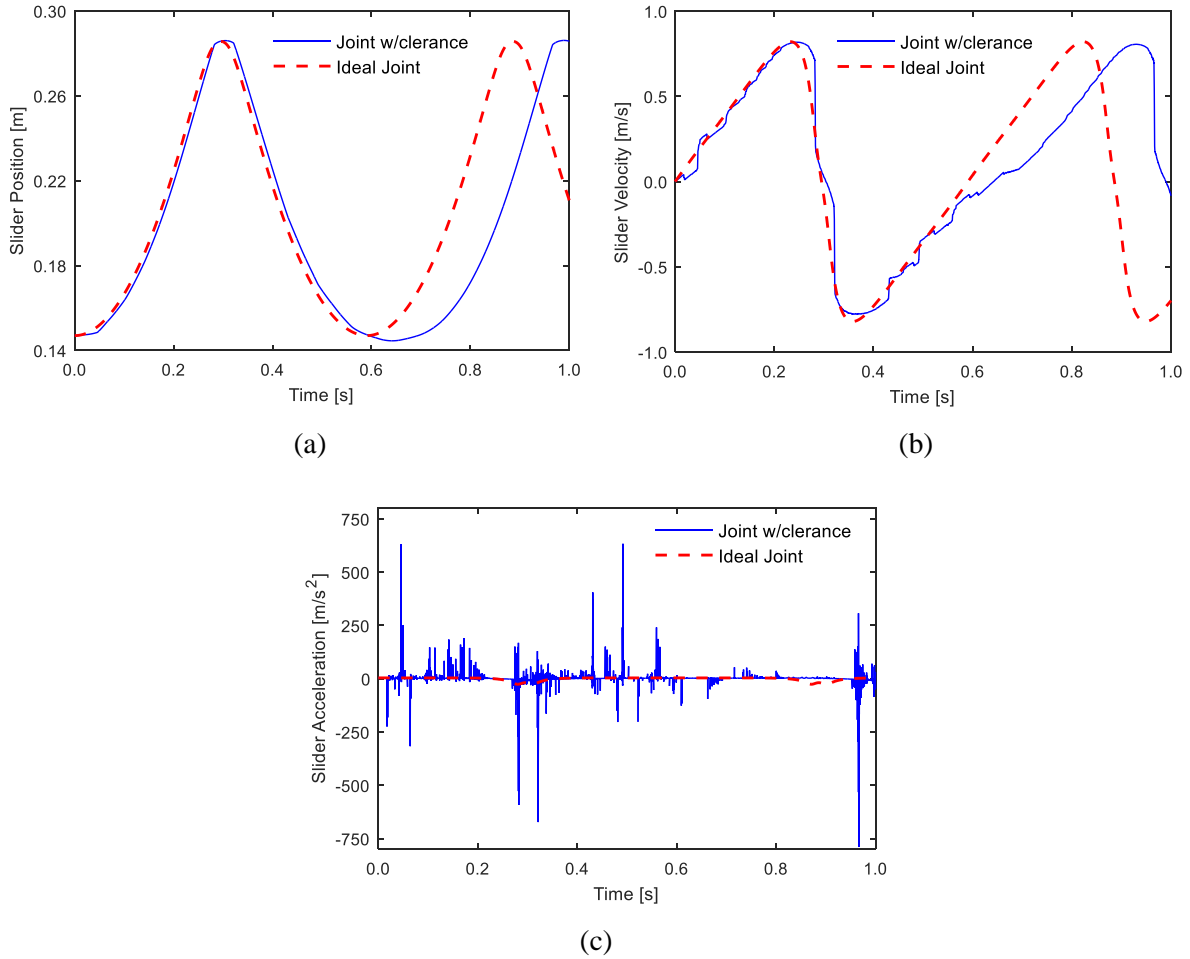 0.30
0.26
0.22
0.18
0.14
Slider Position [m]
Joint w/clerance
Ideal Joint
0.0 0.2 0.4 0.6 0.8 1.0
Time [s]
(a)
1.0
0.5
0.0
-0.5
-1.0
Slider Velocity [m/s]
Joint w/clerance
Ideal Joint
0.0 0.2 0.4 0.6 0.8 1.0
Time [s]
(b)
750
500
250
0
-250
-500
-750
Slider Acceleration [m/s²]
Joint w/clerance
Ideal Joint
0.0 0.2 0.4 0.6 0.8 1.0
Time [s]
(c)